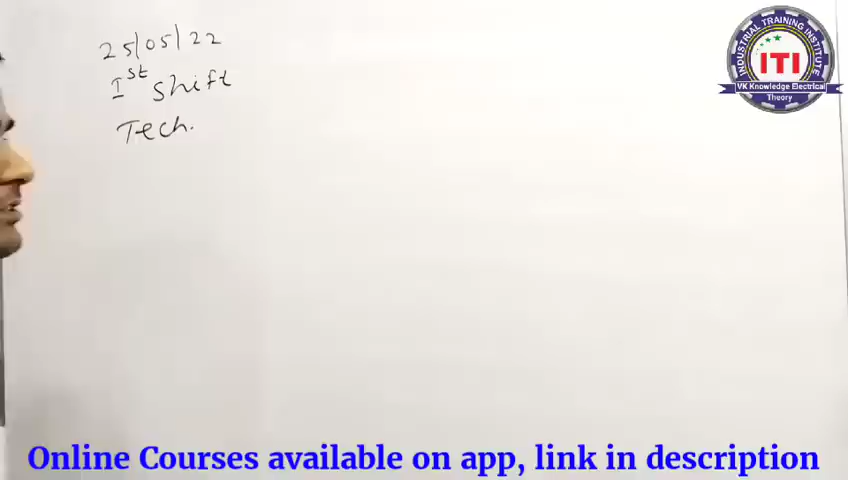 25/05/22
Ist Shift
Tech.
INDUSTRIAL TRAINING INSTITUTE
ITI
VK Knowledge Electrical
Theory
Online Courses available on app, link in description